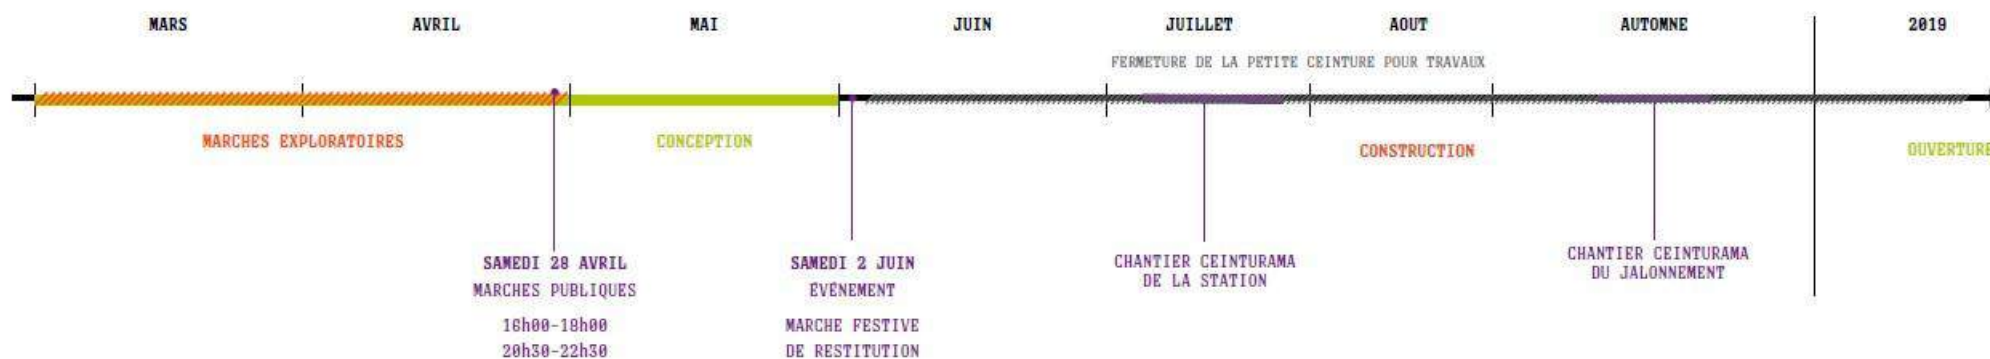 MARS AVRIL MAI JUIN JUILLET AOUT AUTOMNE 2019
FERMETURE DE LA PETITE CEINTURE POUR TRAVAUX
MARCHES EXPLORATOIRES
CONCEPTION
CONSTRUCTION
OUVERTURE
SAMEDI 28 AVRIL
MARCHES PUBLIQUES
16h00-18h00
20h30-22h30
SAMEDI 2 JUIN
ÉVÉNEMENT
MARCHE FESTIVE
DE RESTITUTION
CHANTIER CEINTURAMA
DE LA STATION
CHANTIER CEINTURAMA
DU JALONNEMENT